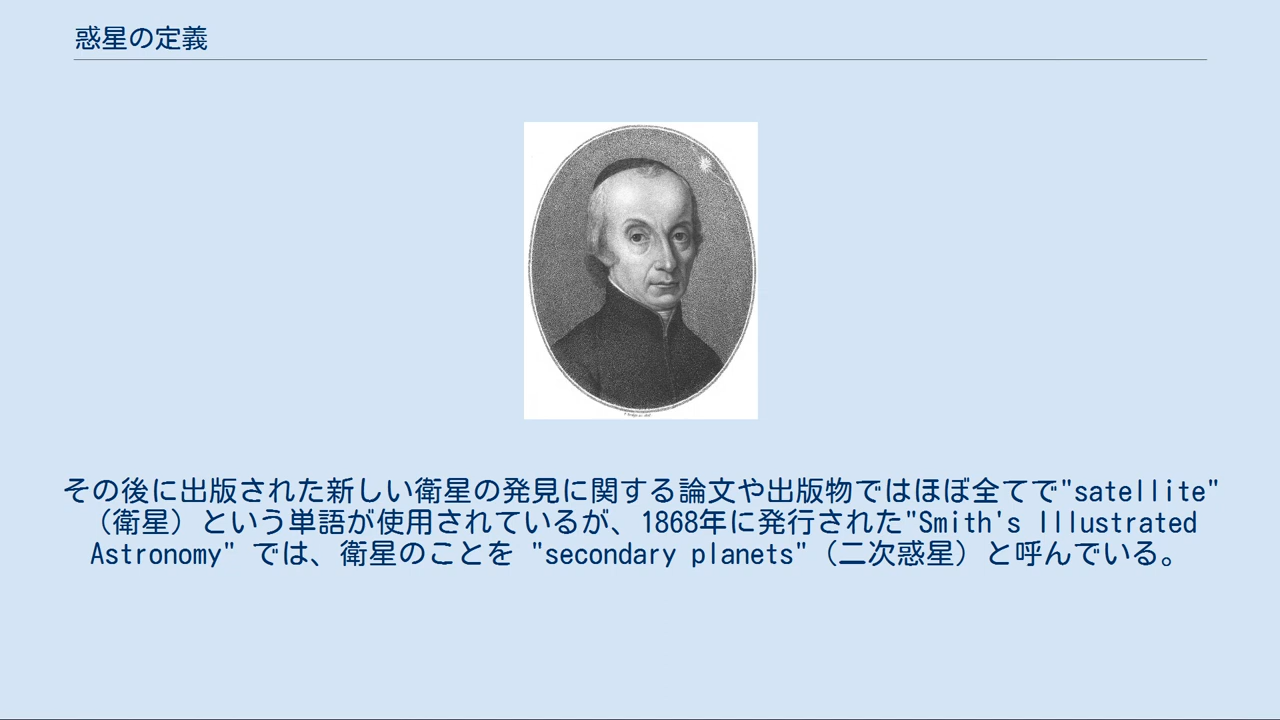 惑星の定義
その後に出版された新しい衛星の発見に関する論文や出版物ではほぼ全てで"satellite"
（衛星）という単語が使用されているが、1868年に発行された"Smith's Illustrated
Astronomy" では、衛星のことを "secondary planets"（二次惑星）と呼んでいる。